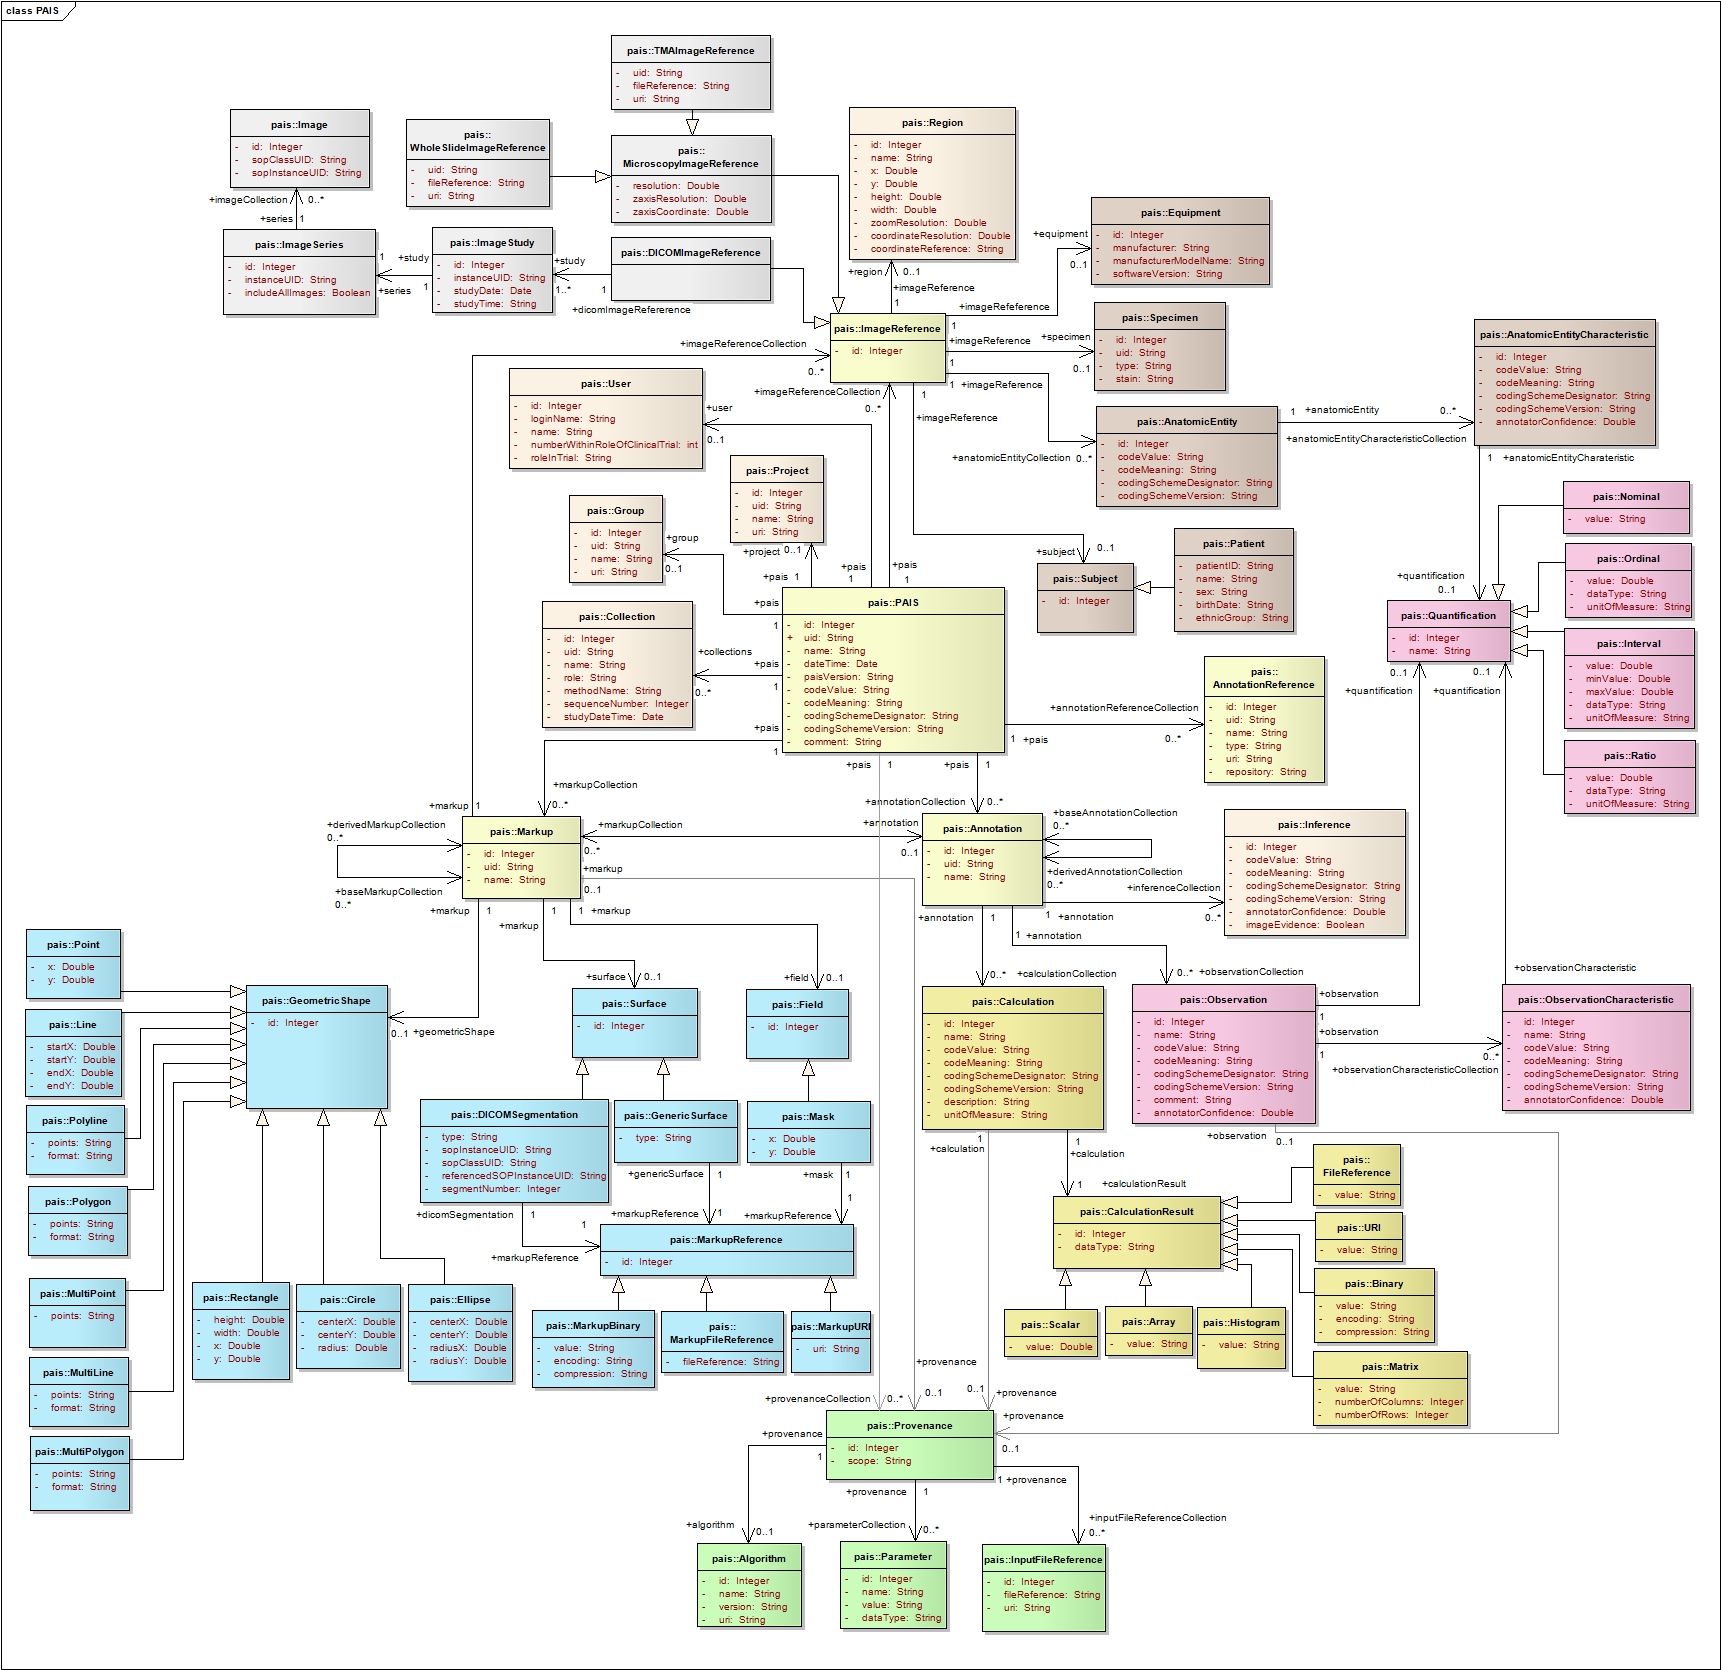 class PAIS
pais::TMAImageReference
- uid: String
- fileReference: String
- uri: String
pais::Image
- id: Integer
- sopClassUID: String
- sopInstanceUID: String
pais::
WholeSlideImageReference
- uid: String
- fileReference: String
- uri: String
pais::
MicroscopyImageReference
- resolution: Double
- zaxisResolution: Double
- zaxisCoordinate: Double
pais::Region
- id: Integer
- name: String
- x: Double
- y: Double
- height: Double
- width: Double
- zoomResolution: Double
- coordinateResolution: Double
- coordinateReference: String
+imageCollection 0..*
+series 1
pais::ImageSeries
- id: Integer
- instanceUID: String
- includeAllImages: Boolean
1 +study
+series 1
pais::ImageStudy
- id: Integer
- instanceUID: String
- studyDate: Date
- studyTime: String
+study
1..* 1
+dicomImageRefererence
pais::DICOMImageReference
pais::Equipment
- id: Integer
- manufacturer: String
- manufacturerModelName: String
- softwareVersion: String
+equipment
0..1
+region 0..1
+imageReference
1
+imageReference
1
pais::ImageReference
- id: Integer
+imageReference
+specimen
1
0..1
pais::Specimen
- id: Integer
- uid: String
- type: String
- stain: String
1 +imageReference
+anatomicEntityCollection 0..*
pais::AnatomicEntity
- id: Integer
- codeValue: String
- codeMeaning: String
- codingSchemeDesignator: String
- codingSchemeVersion: String
1 +anatomicEntity 0..*
+anatomicEntityCharacteristicCollection
pais::AnatomicEntityCharacteristic
- id: Integer
- codeValue: String
- codeMeaning: String
- codingSchemeDesignator: String
- codingSchemeVersion: String
- annotatorConfidence: Double
1 +anatomicEntityCharateristic
+imageReferenceCollection
0..*
+imageReferenceCollection
0..*
1
+imageReference
pais::User
- id: Integer
- loginName: String
- name: String
- numberWithinRoleOfClinicalTrial: int
- roleInTrial: String
+user
0..1
pais::Project
- id: Integer
- uid: String
- name: String
- uri: String
+project 0..1
+pais 1
pais::Group
- id: Integer
- uid: String
- name: String
- uri: String
+group
0..1
+pais
1
+pais
1
+pais
1
+subject 0..1
pais::Subject
- id: Integer
pais::Patient
- patientID: String
- name: String
- sex: String
- birthDate: String
- ethnicGroup: String
pais::Nominal
- value: String
pais::Ordinal
- value: Double
- dataType: String
- unitOfMeasure: String
+quantification
0..1
pais::Quantification
- id: Integer
- name: String
pais::Interval
- value: Double
- minValue: Double
- maxValue: Double
- dataType: String
- unitOfMeasure: String
0..1
+quantification
0..1
+quantification
pais::Ratio
- value: Double
- dataType: String
- unitOfMeasure: String
pais::Collection
- id: Integer
- uid: String
- name: String
- role: String
- methodName: String
- sequenceNumber: Integer
- studyDateTime: Date
+collections
0..*
+pais
1
pais::PAIS
- id: Integer
+ uid: String
- name: String
- dateTime: Date
- paisVersion: String
- codeValue: String
- codeMeaning: String
- codingSchemeDesignator: String
- codingSchemeVersion: String
- comment: String
pais::
AnnotationReference
- id: Integer
- uid: String
- name: String
- type: String
- uri: String
- repository: String
+annotationReferenceCollection
1 +pais 0..*
+pais
1
+pais 1
+pais 1
+markupCollection
0..*
+annotationCollection 0..*
+markup 1
+derivedMarkupCollection
0..*
+baseMarkupCollection
0..*
pais::Markup
- id: Integer
- uid: String
- name: String
+markupCollection
0..*
+annotation
0..1
+markup
0..1
pais::Annotation
- id: Integer
- uid: String
- name: String
+baseAnnotationCollection
0..*
+derivedAnnotationCollection
0..*
+inferenceCollection
0..*
1 +annotation
pais::Inference
- id: Integer
- codeValue: String
- codeMeaning: String
- codingSchemeDesignator: String
- codingSchemeVersion: String
- annotatorConfidence: Double
- imageEvidence: Boolean
+markup 1
+markup 1
1 +markup
+annotation 1
1 +annotation
pais::Point
- x: Double
- y: Double
pais::Line
- startX: Double
- startY: Double
- endX: Double
- endY: Double
pais::Polyline
- points: String
- format: String
pais::Polygon
- points: String
- format: String
pais::MultiPoint
- points: String
pais::MultiLine
- points: String
- format: String
pais::MultiPolygon
- points: String
- format: String
pais::GeometricShape
- id: Integer
0..1 +geometricShape
+surface 0..1
pais::Surface
- id: Integer
+field 0..1
pais::Field
- id: Integer
0..* +calculationCollection
pais::Calculation
- id: Integer
- name: String
- codeValue: String
- codeMeaning: String
- codingSchemeDesignator: String
- codingSchemeVersion: String
- description: String
- unitOfMeasure: String
0..* +observationCollection
pais::Observation
- id: Integer
- name: String
- codeValue: String
- codeMeaning: String
- codingSchemeDesignator: String
- codingSchemeVersion: String
- comment: String
- annotatorConfidence: Double
+observation
1
+observation
1
0..*
+observationCharacteristicCollection
+observationCharacteristic
pais::ObservationCharacteristic
- id: Integer
- name: String
- codeValue: String
- codeMeaning: String
- codingSchemeDesignator: String
- codingSchemeVersion: String
- annotatorConfidence: Double
pais::DICOMSegmentation
- type: String
- sopInstanceUID: String
- sopClassUID: String
- referencedSOPInstanceUID: String
- segmentNumber: Integer
pais::GenericSurface
- type: String
pais::Mask
- x: Double
- y: Double
+genericSurface 1
+mask 1
+dicomSegmentation 1
1
+markupReference
+markupReference 1
1
+markupReference
pais::MarkupReference
- id: Integer
pais::Rectangle
- height: Double
- width: Double
- x: Double
- y: Double
pais::Circle
- centerX: Double
- centerY: Double
- radius: Double
pais::Ellipse
- centerX: Double
- centerY: Double
- radiusX: Double
- radiusY: Double
pais::MarkupBinary
- value: String
- encoding: String
- compression: String
pais::
MarkupFileReference
- fileReference: String
pais::MarkupURI
- uri: String
1
+calculation
1
+calculation
+observation 0..1
1 +calculationResult
pais::CalculationResult
- id: Integer
- dataType: String
pais::
FileReference
- value: String
pais::URI
- value: String
pais::Binary
- value: String
- encoding: String
- compression: String
pais::Matrix
- value: String
- numberOfColumns: Integer
- numberOfRows: Integer
pais::Scalar
- value: Double
pais::Array
- value: String
pais::Histogram
- value: String
+provenanceCollection 0..*
+provenance
0..1
0..1 +provenance
+provenance
0..1
pais::Provenance
- id: Integer
- scope: String
+provenance
1
+provenance 1
1 +provenance
+algorithm 0..1
+parameterCollection 0..*
+inputFileReferenceCollection
0..*
pais::Algorithm
- id: Integer
- name: String
- version: String
- uri: String
pais::Parameter
- id: Integer
- name: String
- value: String
- dataType: String
pais::InputFileReference
- id: Integer
- fileReference: String
- uri: String